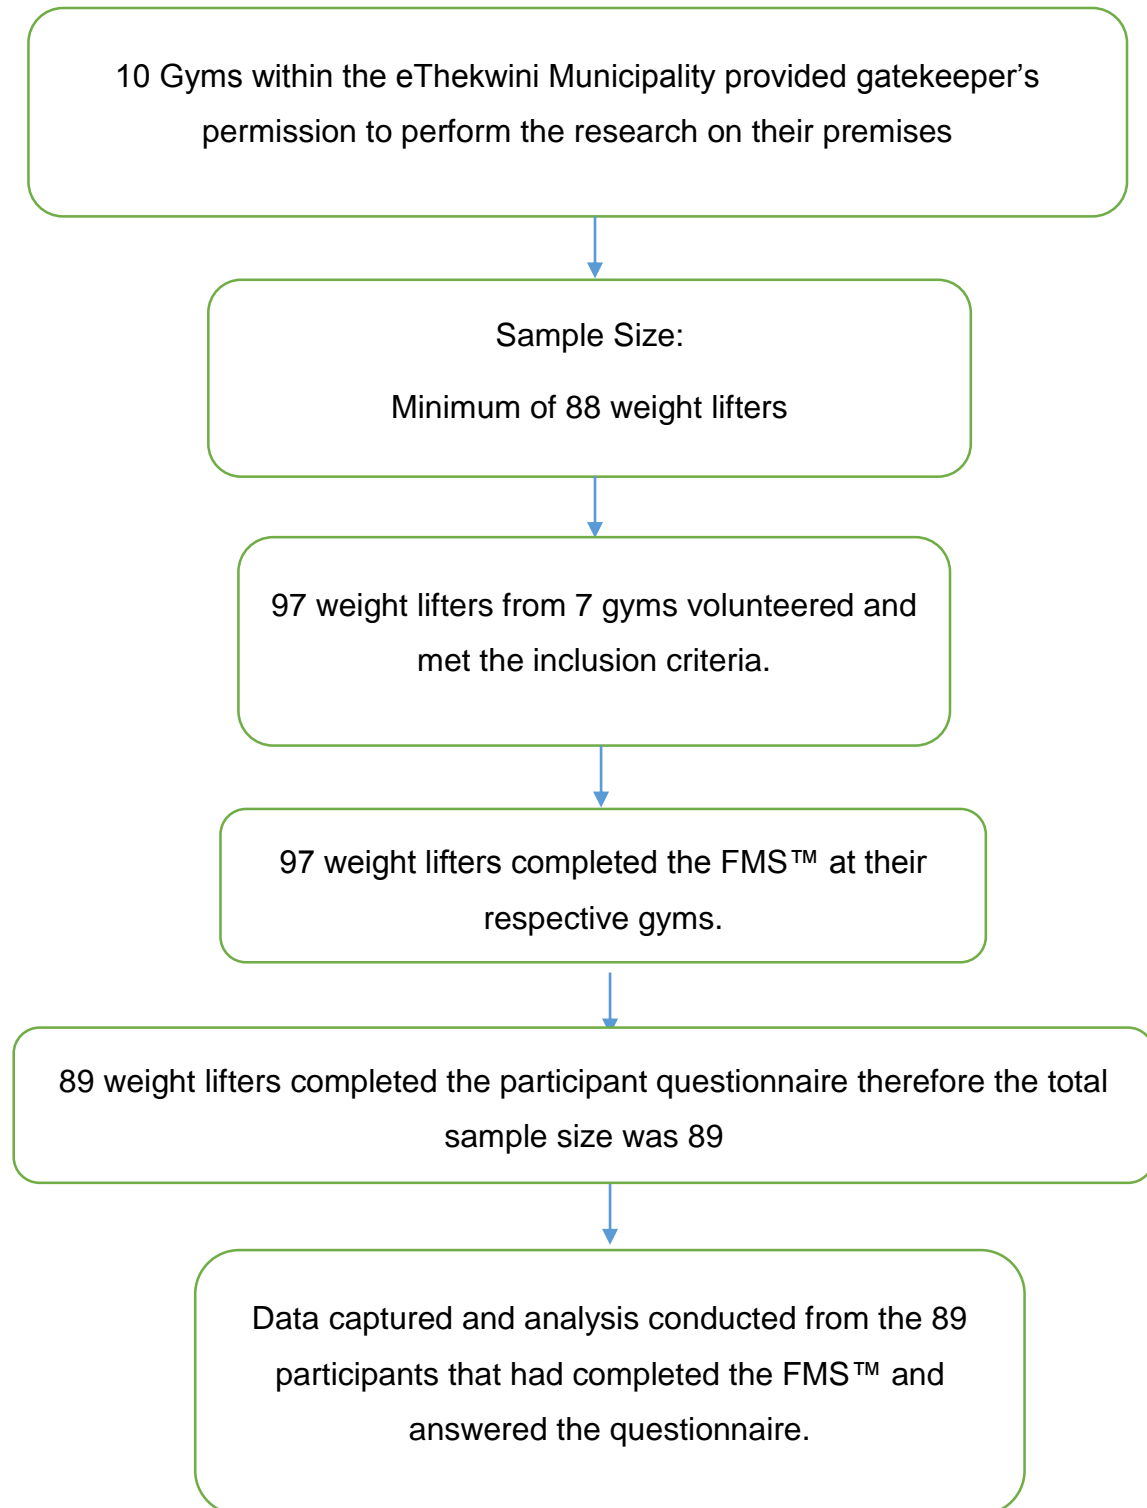 10 Gyms within the eThekwini Municipality provided gatekeeper’s
permission to perform the research on their premises
Sample Size:
Minimum of 88 weight lifters
97 weight lifters from 7 gyms volunteered and
met the inclusion criteria.
97 weight lifters completed the FMS™ at their
respective gyms.
89 weight lifters completed the participant questionnaire therefore the total
sample size was 89
Data captured and analysis conducted from the 89
participants that had completed the FMS™ and
answered the questionnaire.